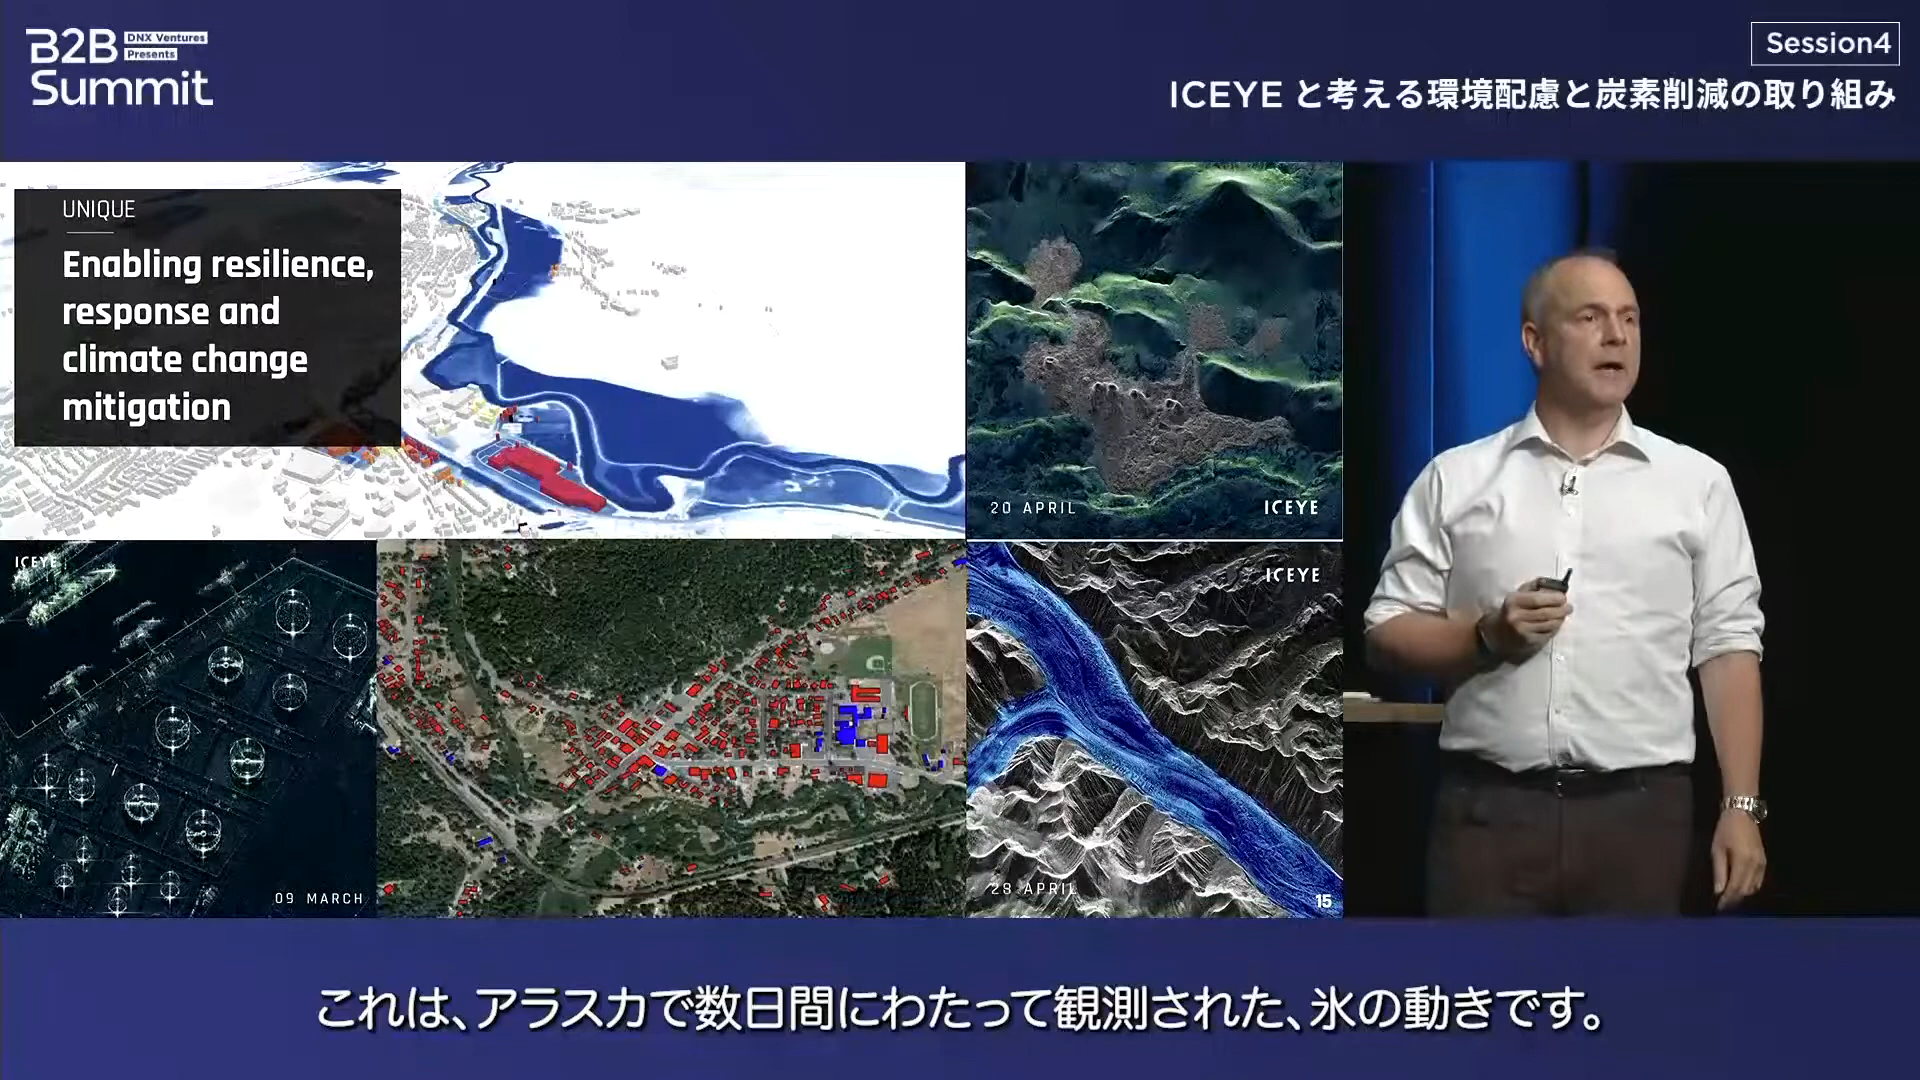 B2B DNX Ventures
Presents
Summit
Session4
ICEYE と考える環境配慮と炭素削減の取り組み
UNIQUE
Enabling resilience,
response and
climate change
mitigation
20 APRIL
ICEYE
ICEYE
09 MARCH
ICEYE
28 APRIL
15
これは、アラスカで数日間にわたって観測された、氷の動きです。